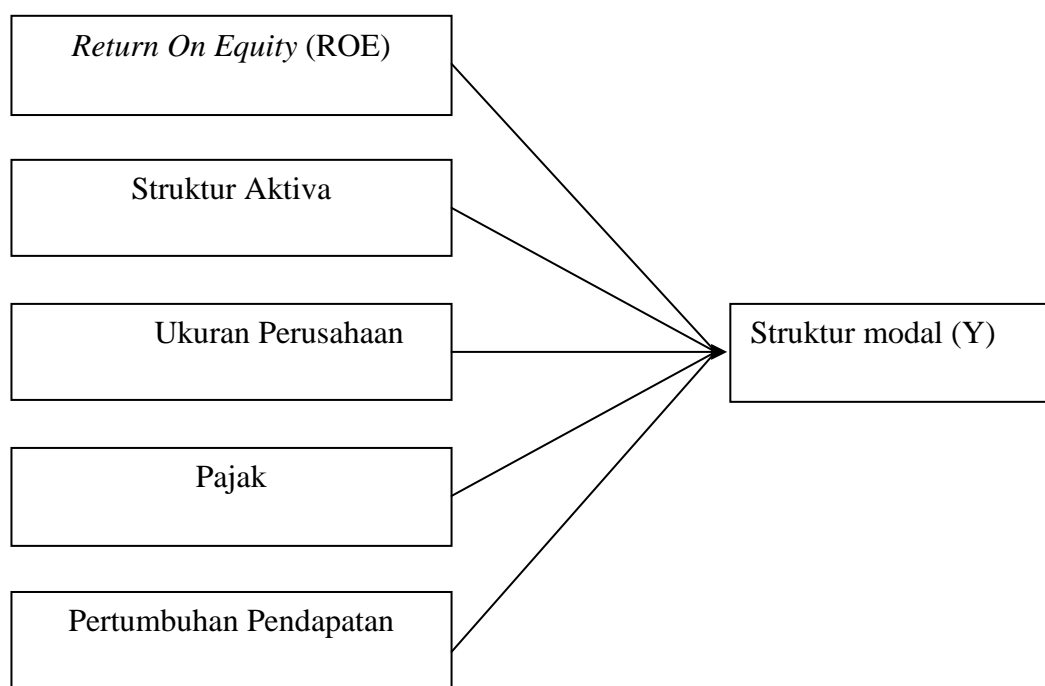 Return On Equity (ROE)
Struktur Aktiva
Ukuran Perusahaan
Struktur modal (Y)
Pajak
Pertumbuhan Pendapatan